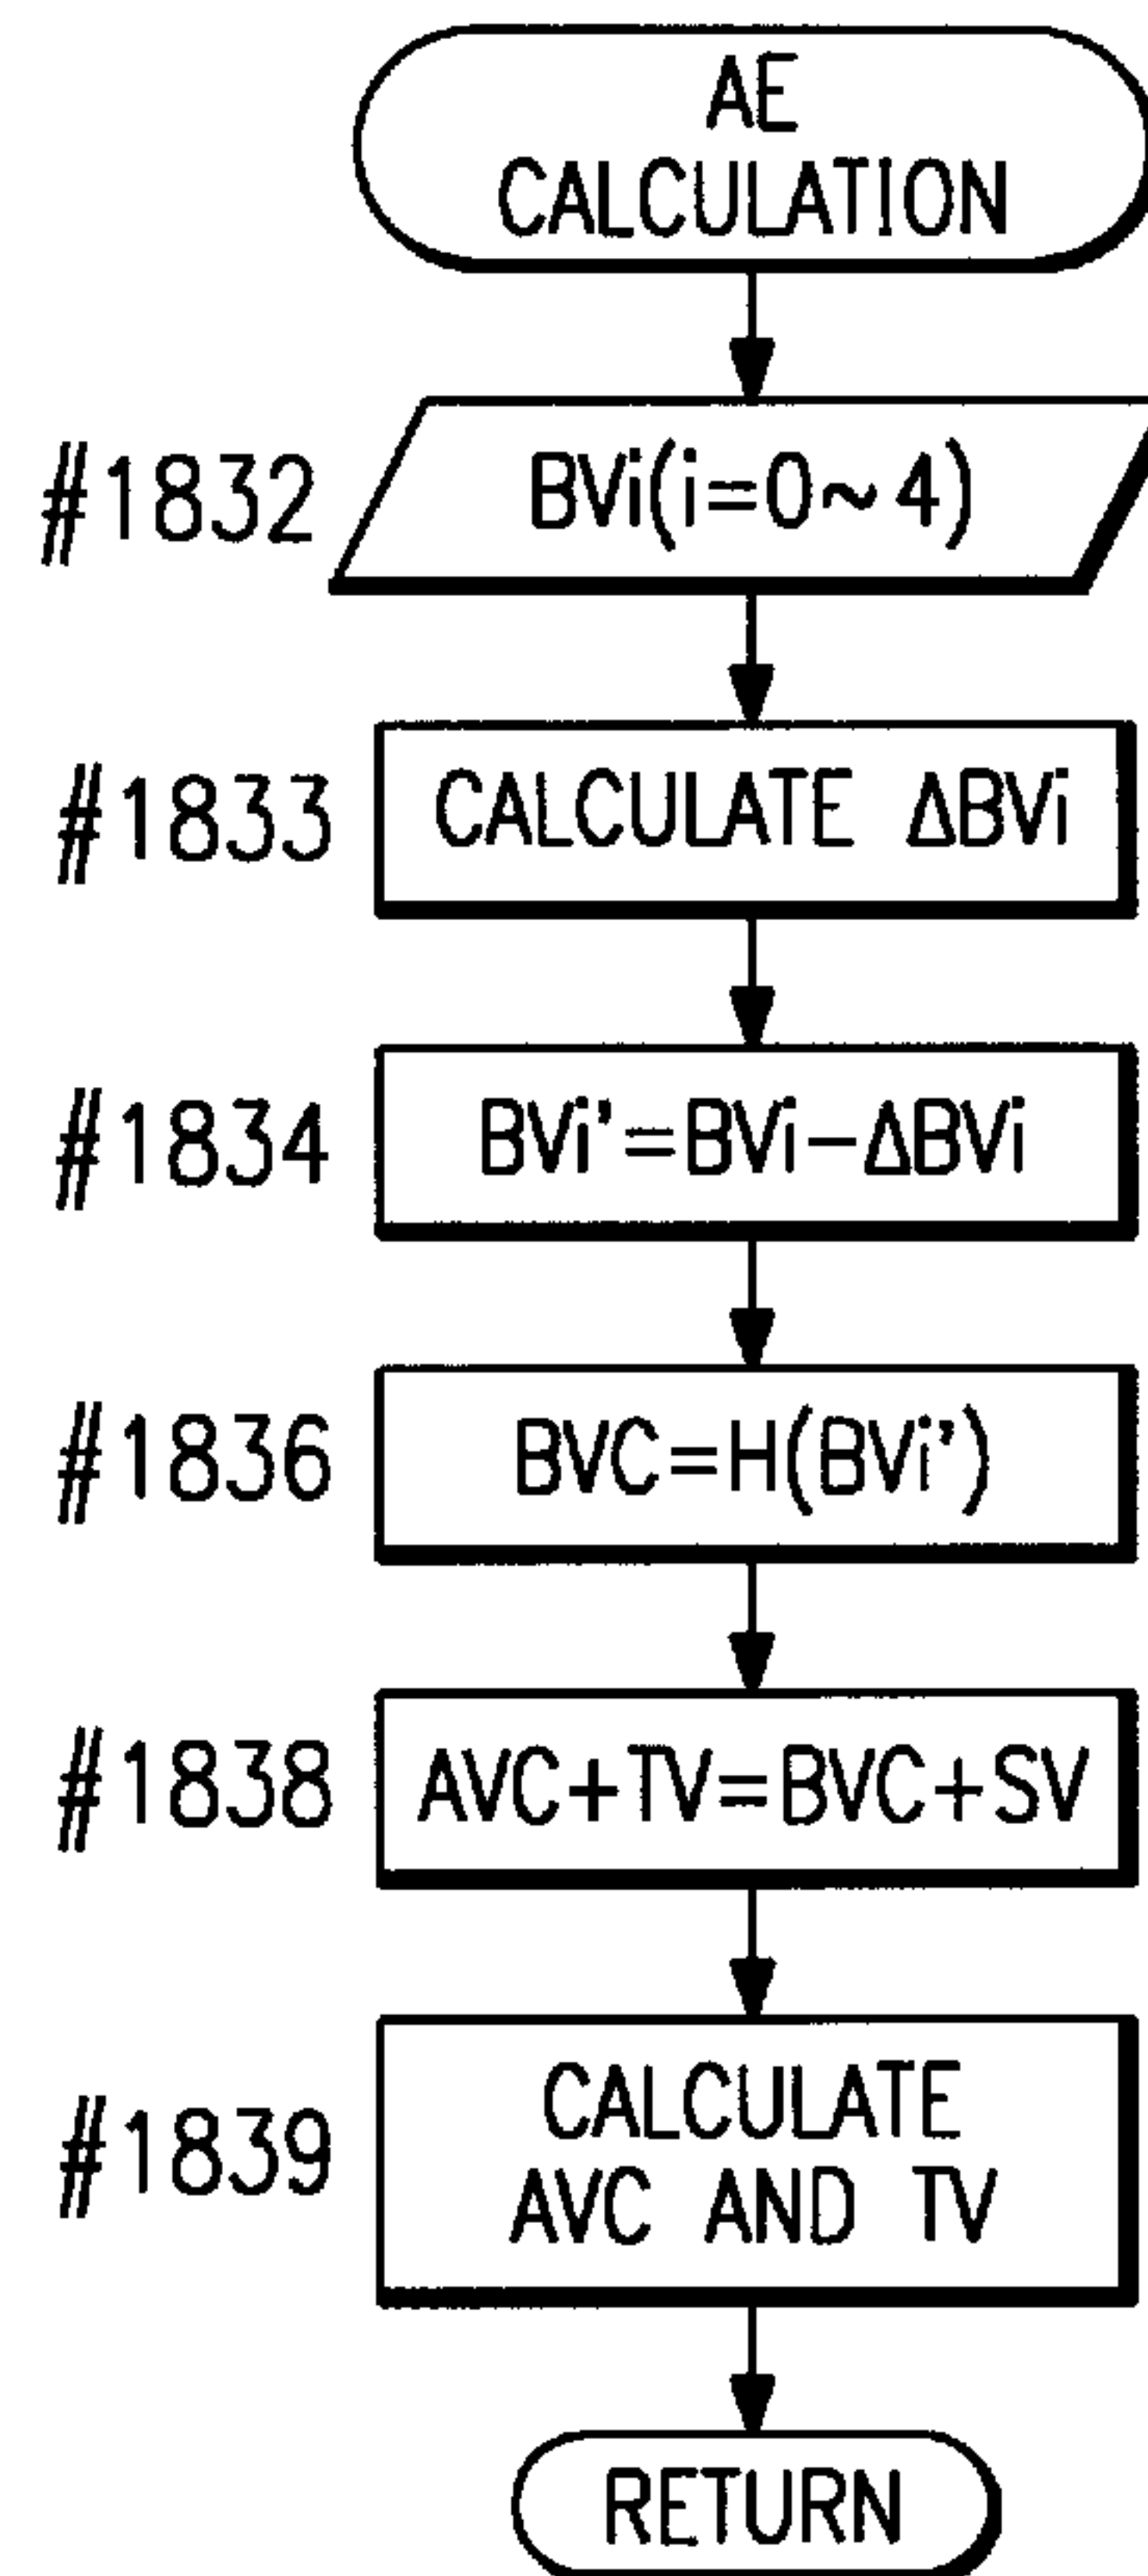 AE
CALCULATION
#1832 BVi(i=0~4)
#1833 CALCULATE ΔBVi
#1834 BVi'=BVi-ΔBVi
#1836 BVC=H(BVi')
#1838 AVC+TV=BVC+SV
#1839 CALCULATE
AVC AND TV
RETURN